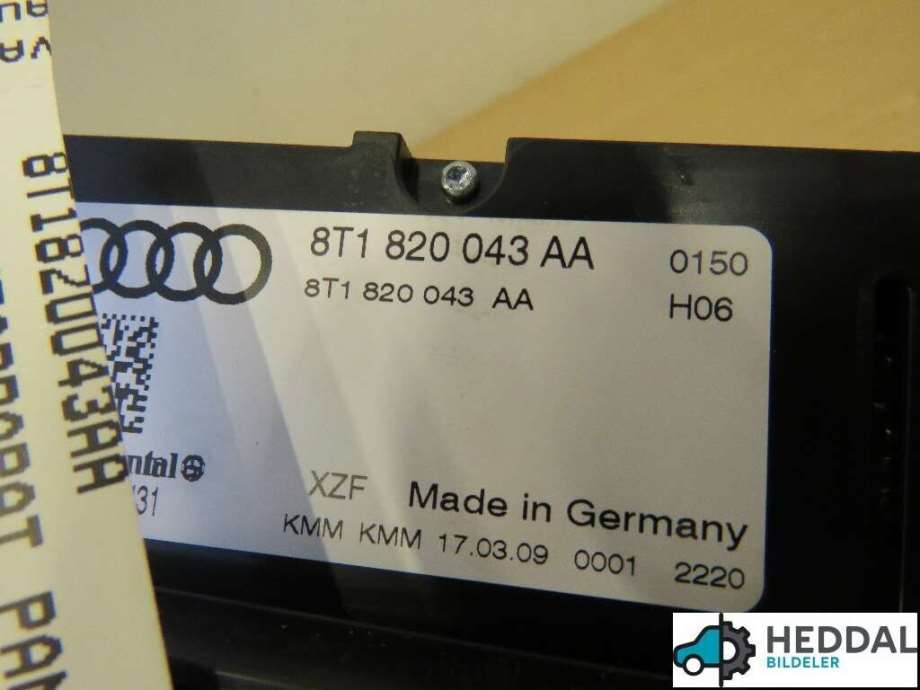 8T1 820 043 AA
0150
8T1 820 043 AA
H06
XZF
Made in Germany
KMM KMM 17.03.09 0001 2220
8T1820043AA
HEDDAL
BILDELER